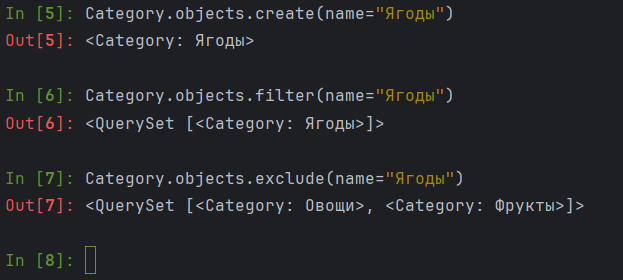 In [5]: Category.objects.create(name="Ягоды")
Out[5]: <Category: Ягоды>
In [6]: Category.objects.filter(name="Ягоды")
Out[6]: <QuerySet [<Category: Ягоды>]>
In [7]: Category.objects.exclude(name="Ягоды")
Out[7]: <QuerySet [<Category: Овощи>, <Category: Фрукты>]>
In [8]: